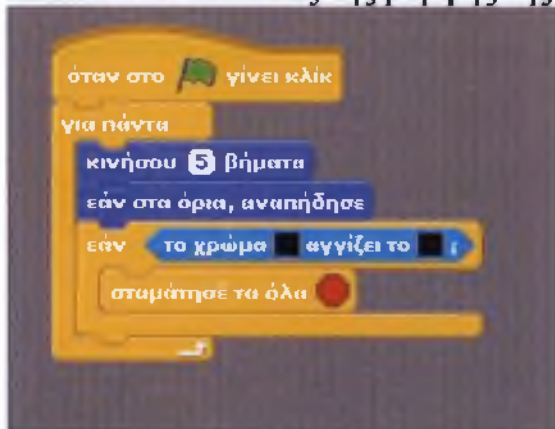 όταν στο γίνει κλίκ
για πάντα
κινήσου 5 βήματα
εάν στα όρια, αναπήδησε
εάν το χρώμα αγγίζει το ;
σταμάτησε τα όλα